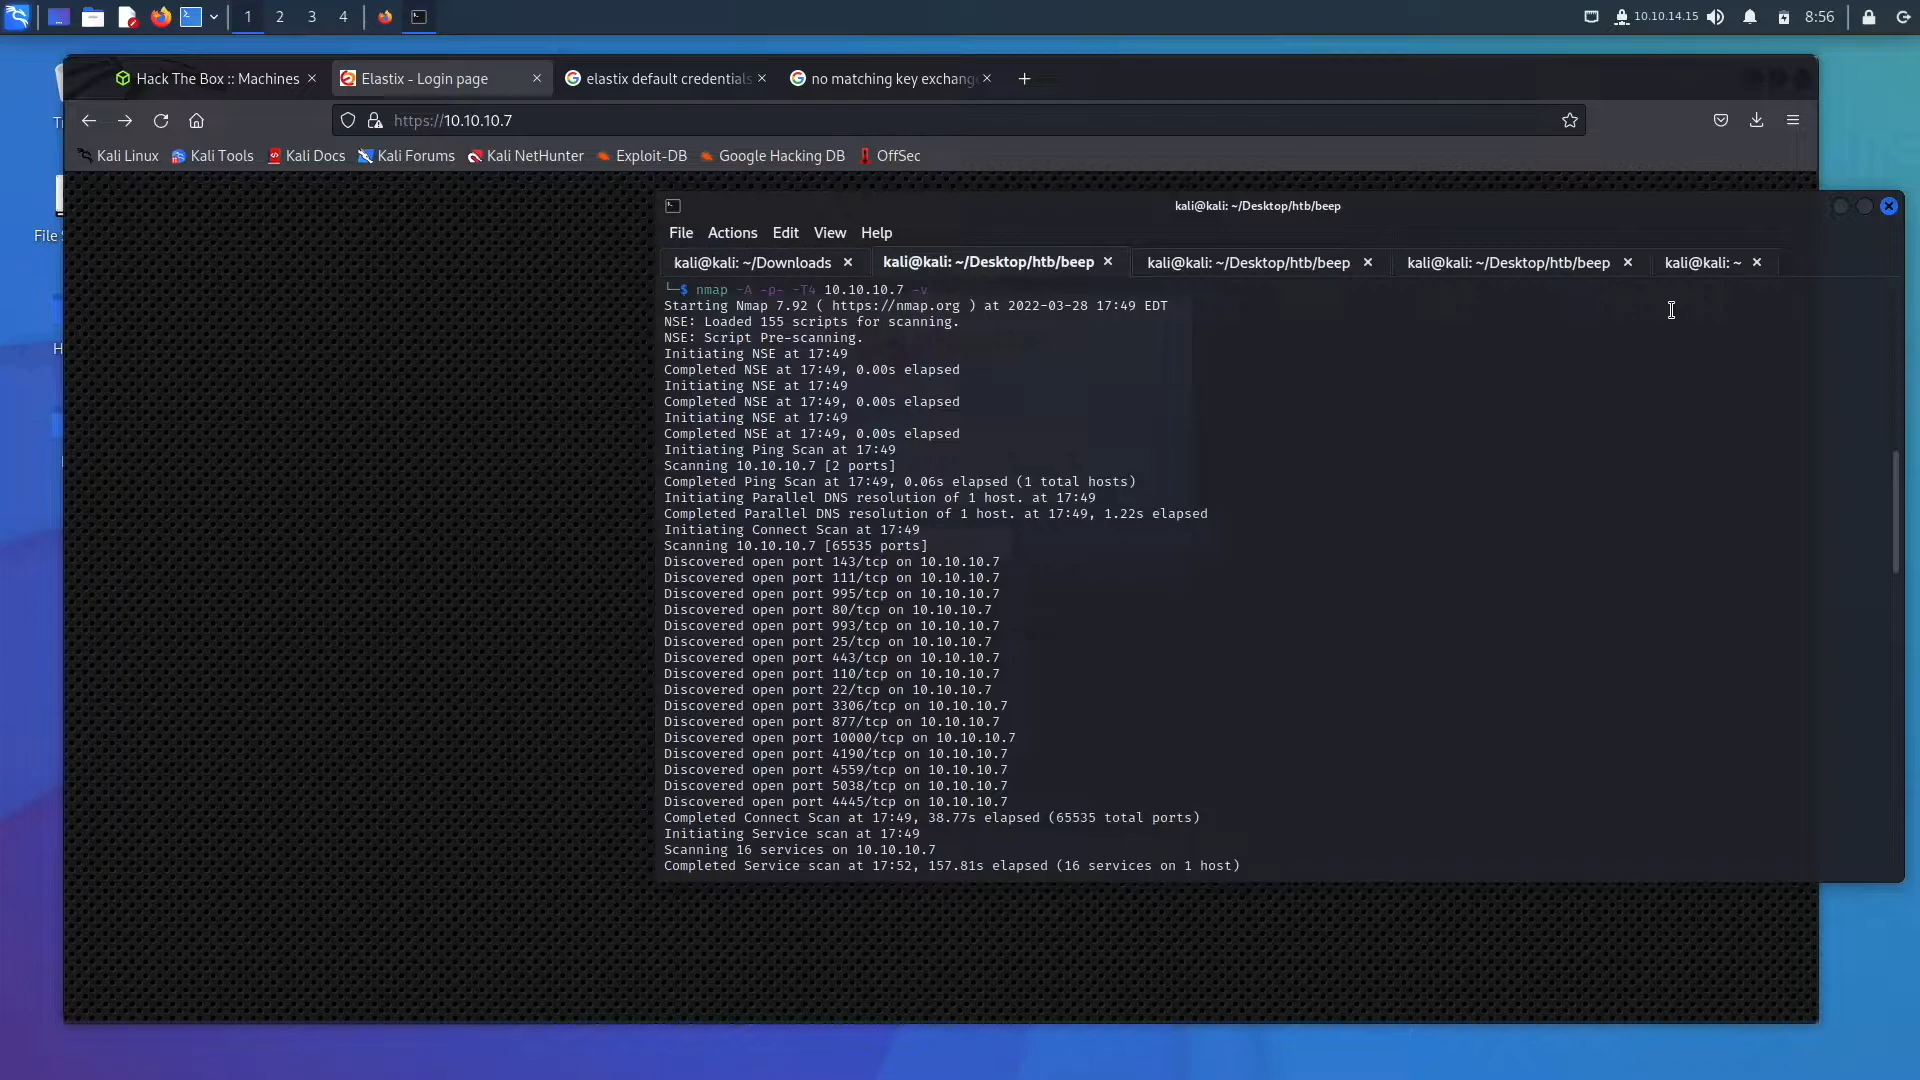 1 2 3 4 10.10.14.15 8:56
Hack The Box :: Machines Elastix - Login page elastix default credentials no matching key exchang
https://10.10.10.7
Kali Linux Kali Tools Kali Docs Kali Forums Kali NetHunter Exploit-DB Google Hacking DB OffSec
File
kali@kali: ~/Desktop/htb/beep
File Actions Edit View Help
kali@kali: ~/Downloads kali@kali: ~/Desktop/htb/beep kali@kali: ~/Desktop/htb/beep kali@kali: ~/Desktop/htb/beep kali@kali: ~
└─$ nmap -A -p- -T4 10.10.10.7 -v
Starting Nmap 7.92 ( https://nmap.org ) at 2022-03-28 17:49 EDT
NSE: Loaded 155 scripts for scanning.
NSE: Script Pre-scanning.
Initiating NSE at 17:49
Completed NSE at 17:49, 0.00s elapsed
Initiating NSE at 17:49
Completed NSE at 17:49, 0.00s elapsed
Initiating NSE at 17:49
Completed NSE at 17:49, 0.00s elapsed
Initiating Ping Scan at 17:49
Scanning 10.10.10.7 [2 ports]
Completed Ping Scan at 17:49, 0.06s elapsed (1 total hosts)
Initiating Parallel DNS resolution of 1 host. at 17:49
Completed Parallel DNS resolution of 1 host. at 17:49, 1.22s elapsed
Initiating Connect Scan at 17:49
Scanning 10.10.10.7 [65535 ports]
Discovered open port 143/tcp on 10.10.10.7
Discovered open port 111/tcp on 10.10.10.7
Discovered open port 995/tcp on 10.10.10.7
Discovered open port 80/tcp on 10.10.10.7
Discovered open port 993/tcp on 10.10.10.7
Discovered open port 25/tcp on 10.10.10.7
Discovered open port 443/tcp on 10.10.10.7
Discovered open port 110/tcp on 10.10.10.7
Discovered open port 22/tcp on 10.10.10.7
Discovered open port 3306/tcp on 10.10.10.7
Discovered open port 877/tcp on 10.10.10.7
Discovered open port 10000/tcp on 10.10.10.7
Discovered open port 4190/tcp on 10.10.10.7
Discovered open port 4559/tcp on 10.10.10.7
Discovered open port 5038/tcp on 10.10.10.7
Discovered open port 4445/tcp on 10.10.10.7
Completed Connect Scan at 17:49, 38.77s elapsed (65535 total ports)
Initiating Service scan at 17:49
Scanning 16 services on 10.10.10.7
Completed Service scan at 17:52, 157.81s elapsed (16 services on 1 host)